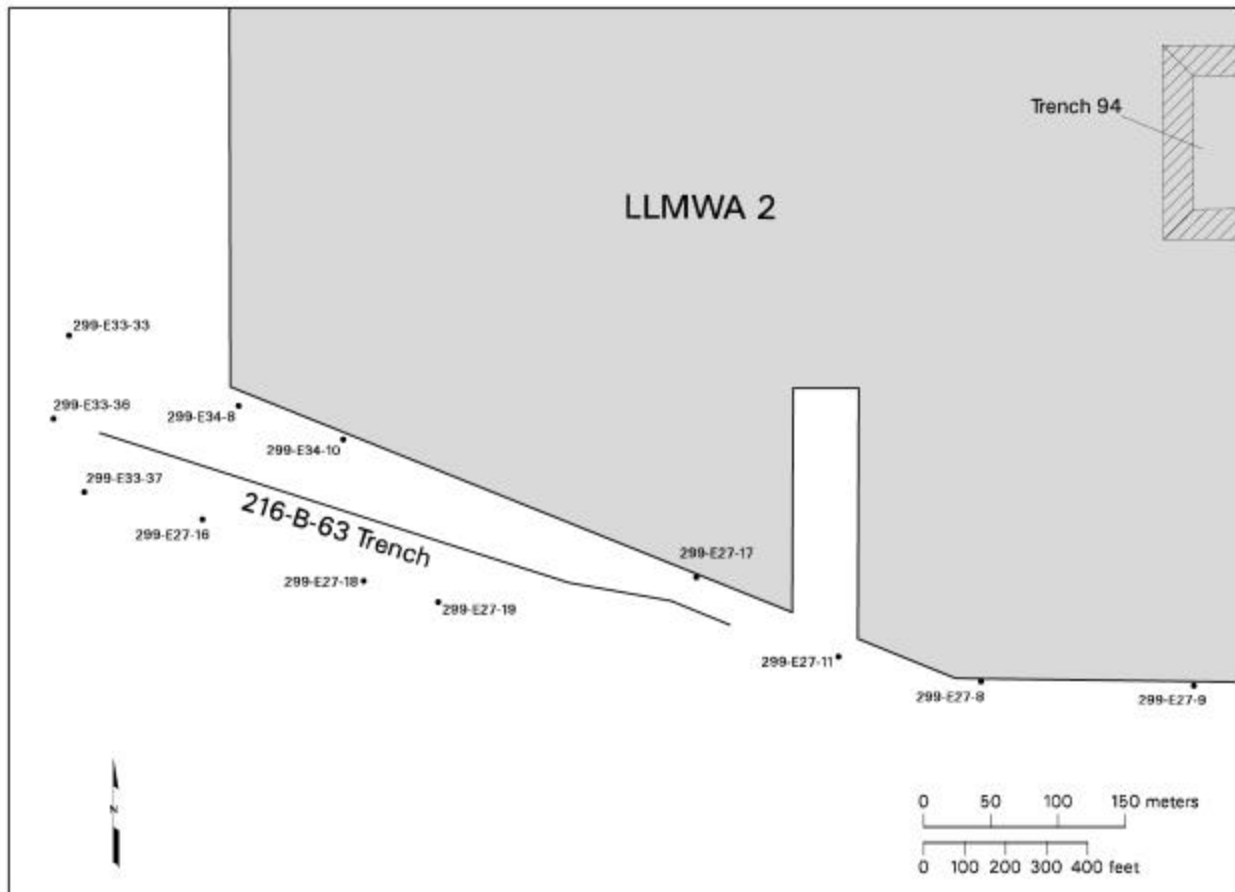 Trench 94
LLMWA 2
299-E33-33
299-E33-36
299-E34-8
299-E34-10
299-E33-37
216-B-63 Trench
299-E27-16
299-E27-17
299-E27-18
299-E27-19
299-E27-11
299-E27-8
299-E27-9
N
0 50 100 150 meters
0 100 200 300 400 feet